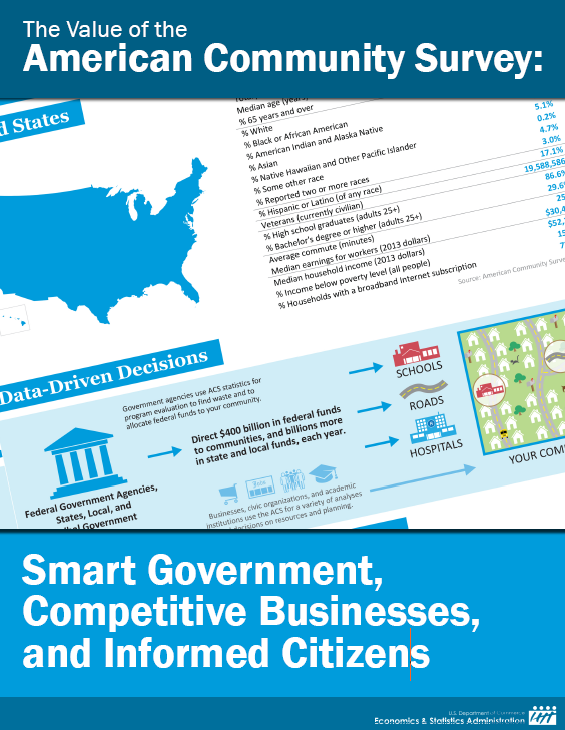 The Value of the
American Community Survey:
d States
Median age (years)
% 65 years and over
% White
% Black or African American
% American Indian and Alaska Native
% Asian
% Native Hawaiian and Other Pacific Islander
% Some other race
% Reported two or more races
% Hispanic or Latino (of any race)
Veterans (currently civilian)
% High school graduates (adults 25+)
% Bachelor's degree or higher (adults 25+)
Average commute (minutes)
Median earnings for workers (2013 dollars)
Median household income (2013 dollars)
% Income below poverty level (all people)
% Households with a broadband Internet subscription
5.1%
0.2%
4.7%
3.0%
17.1%
19,588,586
86.6%
29.6
25
$30,4
$52,
15
7
Source: American Community Surve
Data-Driven Decisions
Government agencies use ACS statistics for
program evaluation to find waste and to
allocate federal funds to your community.
Direct $400 billion in federal funds
to communities, and billions more
in state and local funds, each year.
SCHOOLS
ROADS
HOSPITALS
YOUR COM
Federal Government Agencies,
States, Local, and
bal Government
Jobs
Businesses, civic organizations, and academic
institutions use the ACS for a variety of analyses
decisions on resources and planning.
Smart Government,
Competitive Businesses,
and Informed Citizens
U.S. Department of Commerce
Economics & Statistics Administration